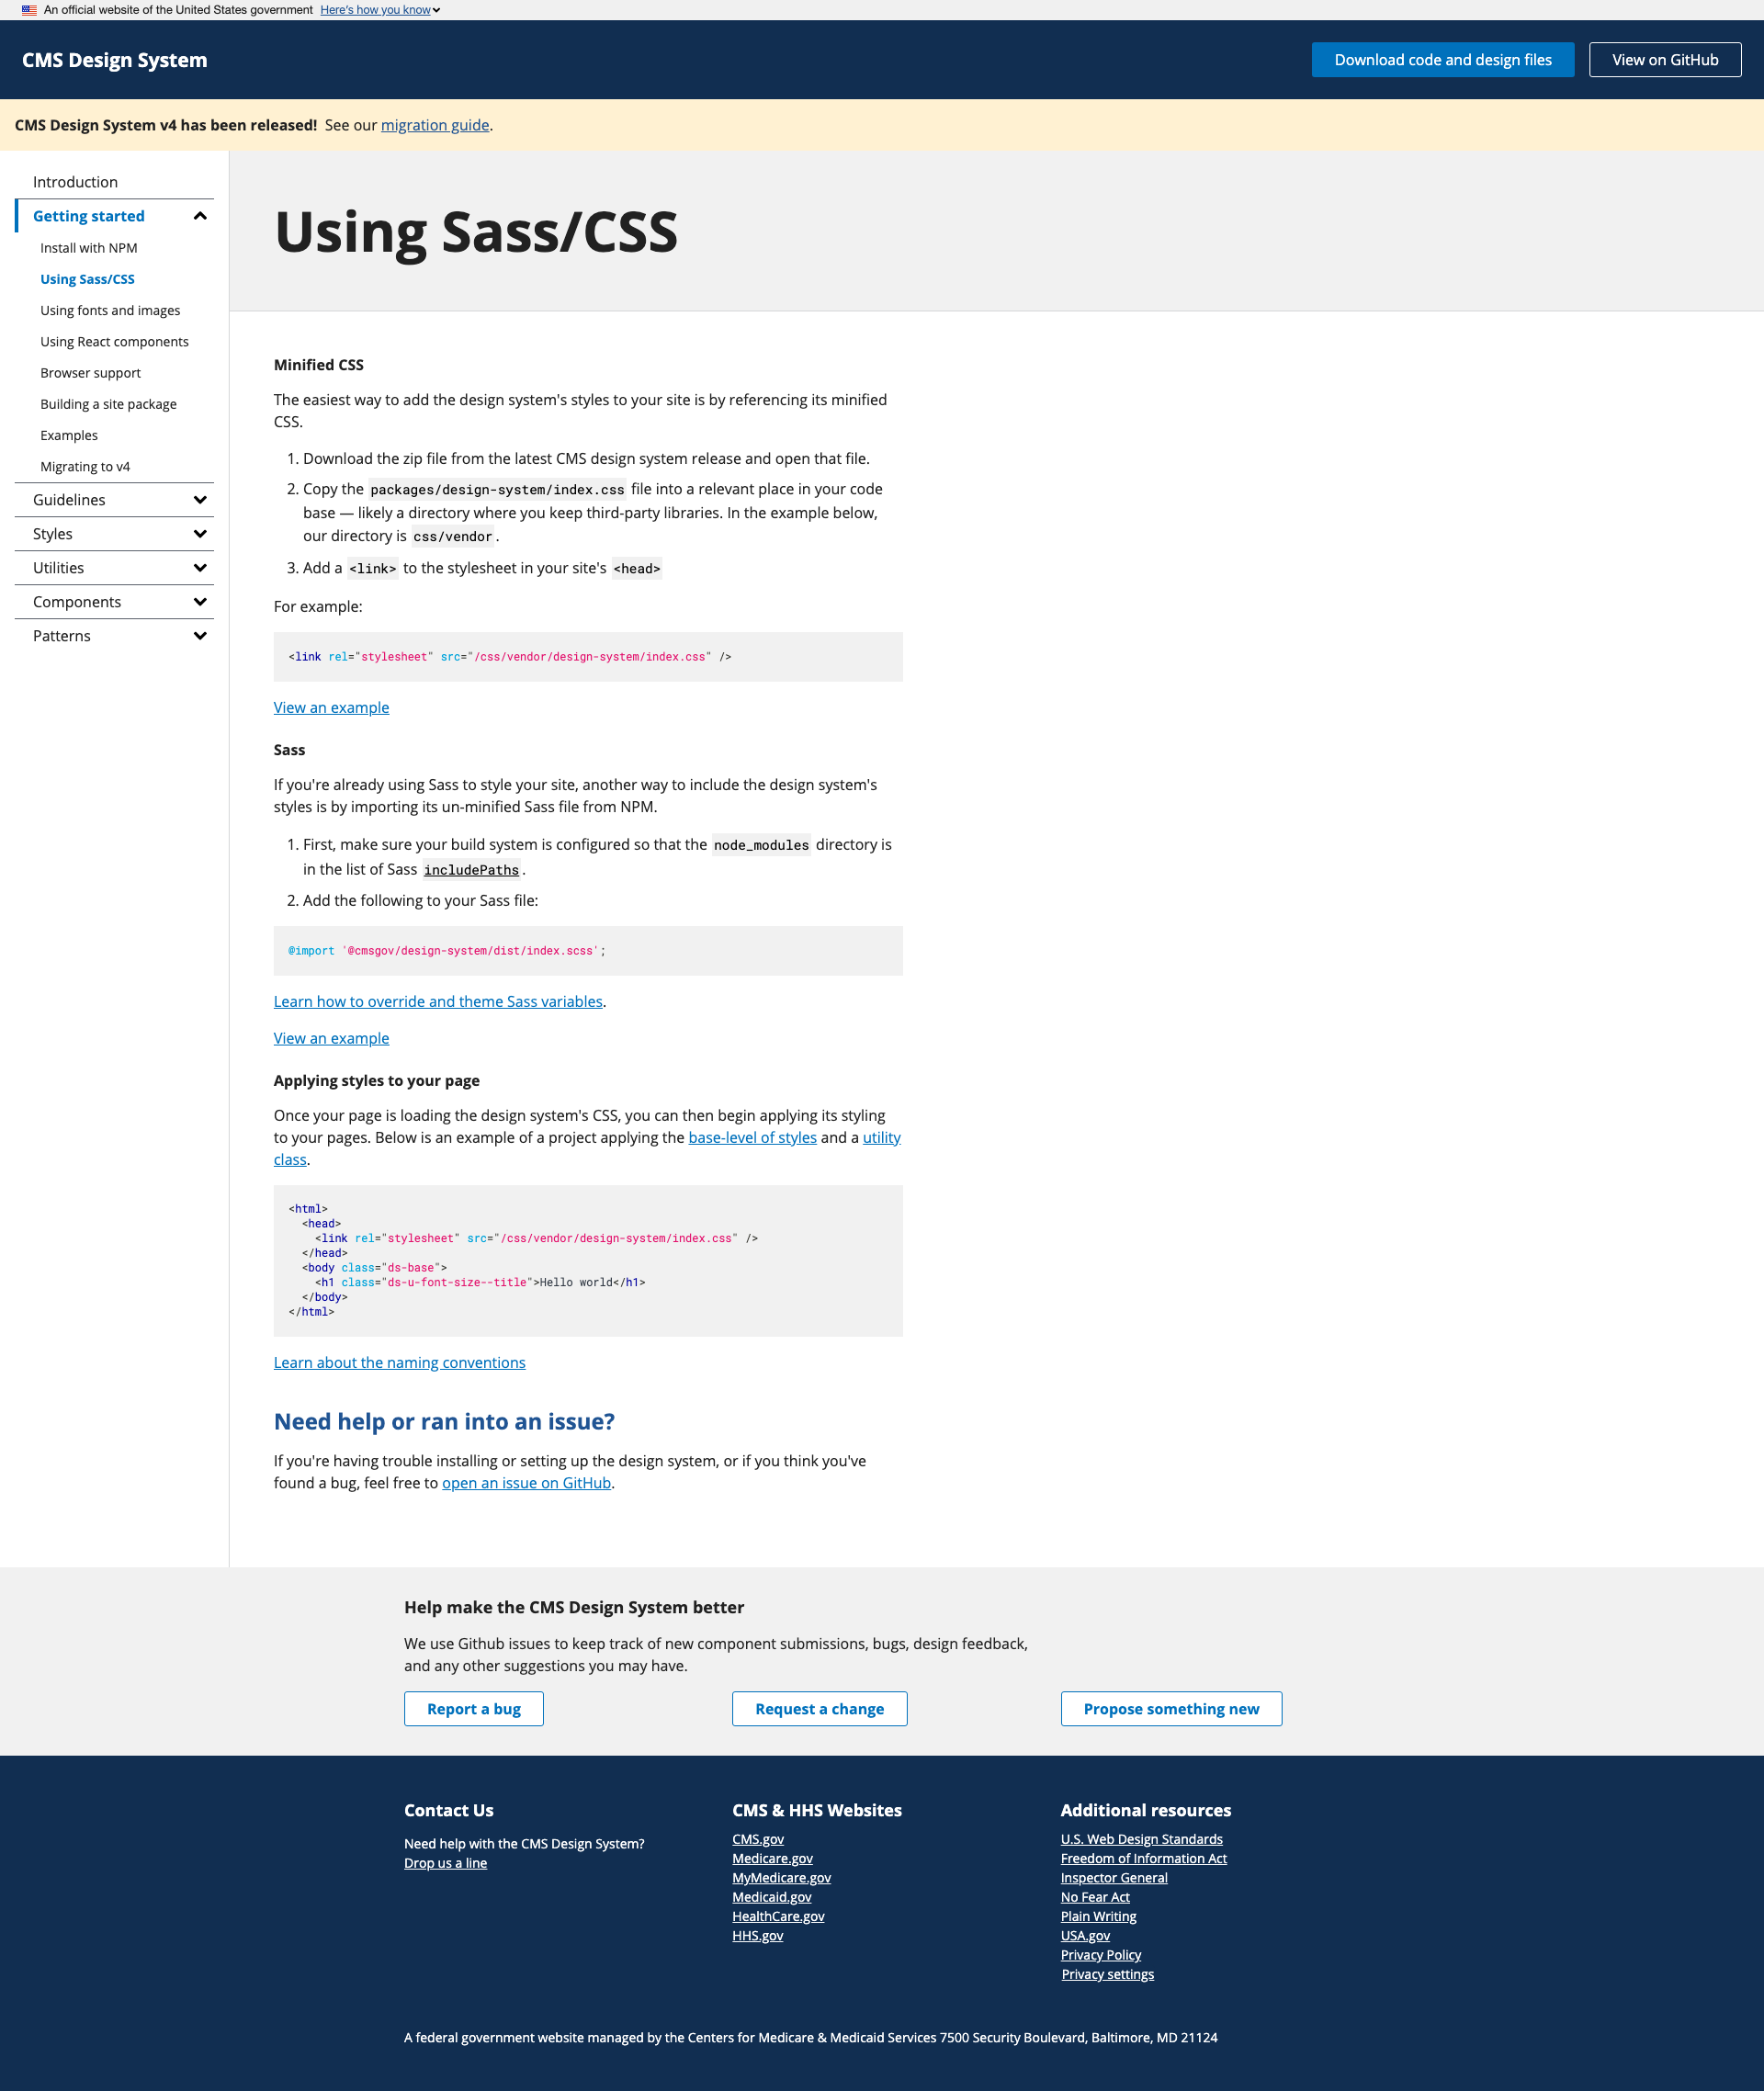 An official website of the United States government Here's how you know
CMS Design System
Download code and design files
View on GitHub
CMS Design System v4 has been released! See our migration guide.
Introduction
Getting started
Install with NPM
Using Sass/CSS
Using fonts and images
Using React components
Browser support
Building a site package
Examples
Migrating to v4
Guidelines
Styles
Utilities
Components
Patterns
Using Sass/CSS
Minified CSS
The easiest way to add the design system's styles to your site is by referencing its minified
CSS.
1. Download the zip file from the latest CMS design system release and open that file.
2. Copy the packages/design-system/index.css file into a relevant place in your code
base — likely a directory where you keep third-party libraries. In the example below,
our directory is css/vendor.
3. Add a <link> to the stylesheet in your site's <head>
For example:
<link rel="stylesheet" src="/css/vendor/design-system/index.css" />
View an example
Sass
If you're already using Sass to style your site, another way to include the design system's
styles is by importing its un-minified Sass file from NPM.
1. First, make sure your build system is configured so that the node_modules directory is
in the list of Sass includePaths.
2. Add the following to your Sass file:
@import '@cmsgov/design-system/dist/index.scss';
Learn how to override and theme Sass variables.
View an example
Applying styles to your page
Once your page is loading the design system's CSS, you can then begin applying its styling
to your pages. Below is an example of a project applying the base-level of styles and a utility
class.
<html>
  <head>
    <link rel="stylesheet" src="/css/vendor/design-system/index.css" />
  </head>
  <body class="ds-base">
    <h1 class="ds-u-font-size--title">Hello world</h1>
  </body>
</html>
Learn about the naming conventions
Need help or ran into an issue?
If you're having trouble installing or setting up the design system, or if you think you've
found a bug, feel free to open an issue on GitHub.
Help make the CMS Design System better
We use Github issues to keep track of new component submissions, bugs, design feedback,
and any other suggestions you may have.
Report a bug
Request a change
Propose something new
Contact Us
Need help with the CMS Design System?
Drop us a line
CMS & HHS Websites
CMS.gov
Medicare.gov
MyMedicare.gov
Medicaid.gov
HealthCare.gov
HHS.gov
Additional resources
U.S. Web Design Standards
Freedom of Information Act
Inspector General
No Fear Act
Plain Writing
USA.gov
Privacy Policy
Privacy settings
A federal government website managed by the Centers for Medicare & Medicaid Services 7500 Security Boulevard, Baltimore, MD 21124